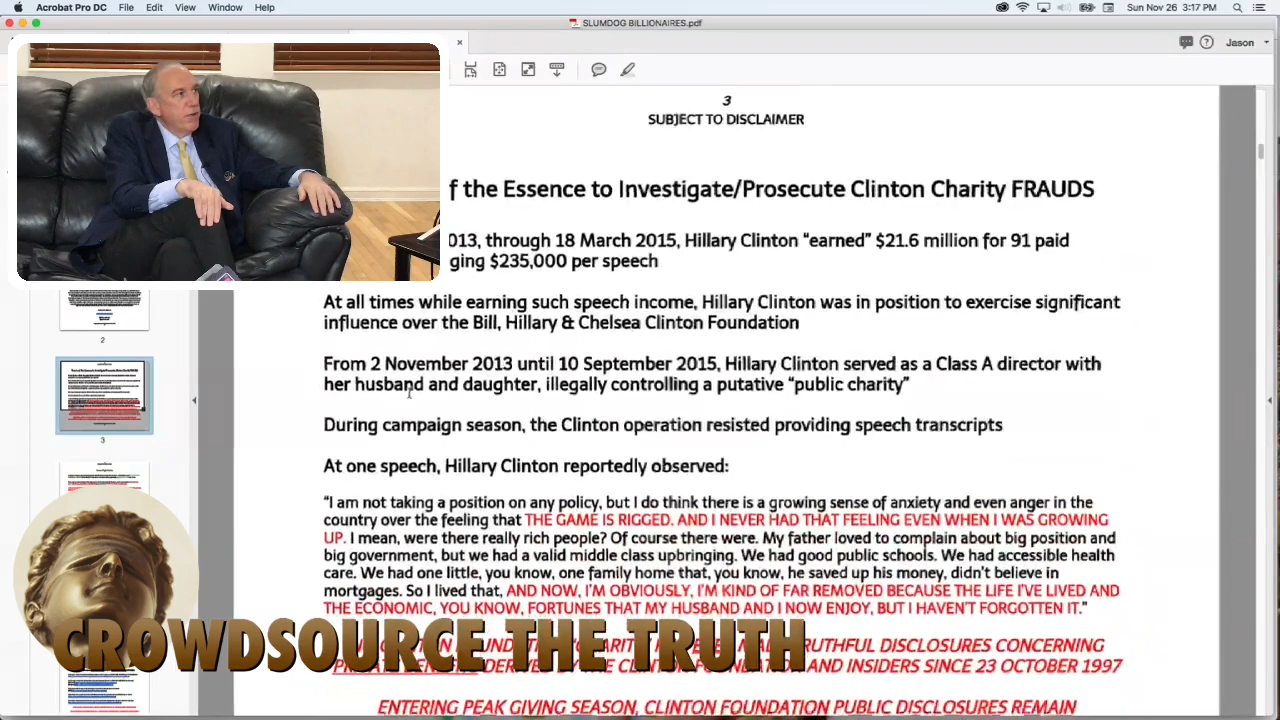 Acrobat Pro DC File Edit View Window Help
Sun Nov 26 3:17 PM
SLUMDOG BILLIONAIRES.pdf
Jason
3
SUBJECT TO DISCLAIMER
of the Essence to Investigate/Prosecute Clinton Charity FRAUDS
013, through 18 March 2015, Hillary Clinton “earned” $21.6 million for 91 paid
ging $235,000 per speech
At all times while earning such speech income, Hillary Clinton was in position to exercise significant
influence over the Bill, Hillary & Chelsea Clinton Foundation
From 2 November 2013 until 10 September 2015, Hillary Clinton served as a Class A director with
her husband and daughter, illegally controlling a putative “public charity”
During campaign season, the Clinton operation resisted providing speech transcripts
At one speech, Hillary Clinton reportedly observed:
“I am not taking a position on any policy, but I do think there is a growing sense of anxiety and even anger in the
country over the feeling that THE GAME IS RIGGED. AND I NEVER HAD THAT FEELING EVEN WHEN I WAS GROWING
UP. I mean, were there really rich people? Of course there were. My father loved to complain about big position and
big government, but we had a valid middle class upbringing. We had good public schools. We had accessible health
care. We had one little, you know, one family home that, you know, he saved up his money, didn’t believe in
mortgages. So I lived that, AND NOW, I’M OBVIOUSLY, I’M KIND OF FAR REMOVED BECAUSE THE LIFE I’VE LIVED AND
THE ECONOMIC, YOU KNOW, FORTUNES THAT MY HUSBAND AND I NOW ENJOY, BUT I HAVEN’T FORGOTTEN IT.”
DISCLOSURES CONCERNING
AND INSIDERS SINCE 23 OCTOBER 1997
ENTERING PEAK GIVING SEASON, CLINTON FOUNDATION PUBLIC DISCLOSURES REMAIN
2
3
CROWDSOURCE THE TRUTH